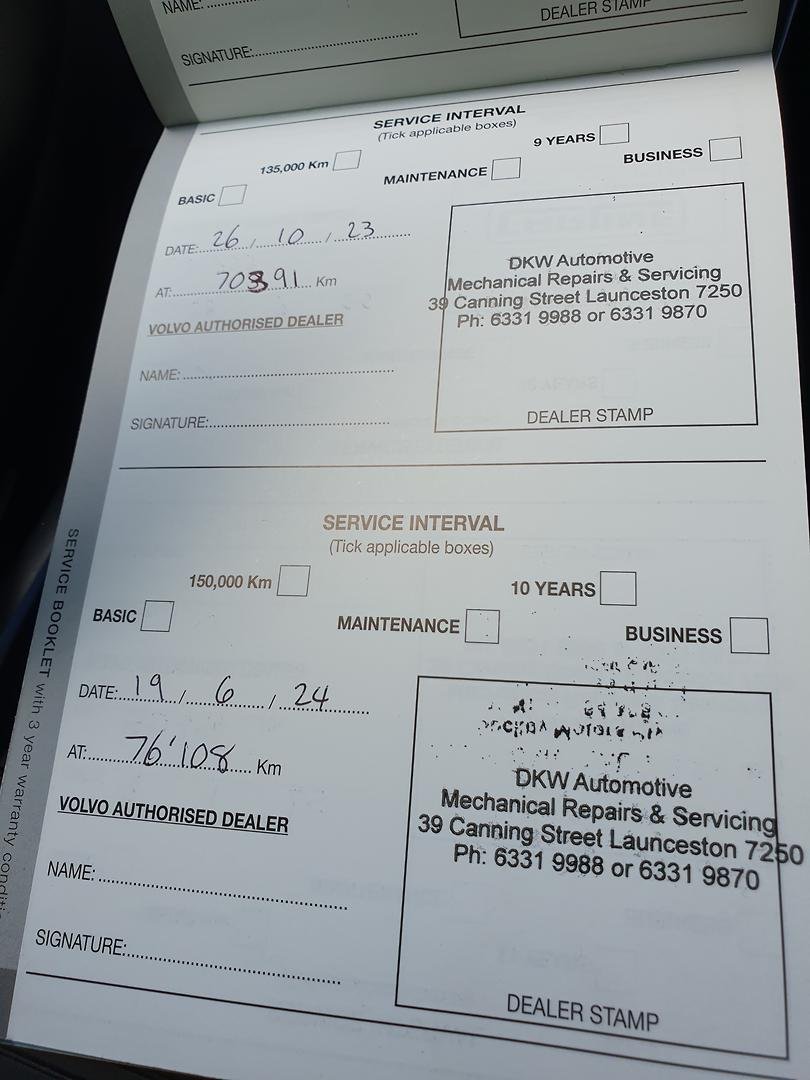 NAME:
SIGNATURE:
DEALER STAMP
SERVICE INTERVAL
(Tick applicable boxes)
135,000 Km
9 YEARS
BASIC
MAINTENANCE
BUSINESS
DATE: 26 / 10 / 23
AT: 70391 Km
VOLVO AUTHORISED DEALER
NAME:
SIGNATURE:
DKW Automotive
Mechanical Repairs & Servicing
39 Canning Street Launceston 7250
Ph: 6331 9988 or 6331 9870
DEALER STAMP
SERVICE INTERVAL
(Tick applicable boxes)
150,000 Km
10 YEARS
BASIC
MAINTENANCE
BUSINESS
DATE: 19 / 6 / 24
AT: 76'108 Km
VOLVO AUTHORISED DEALER
NAME:
SIGNATURE:
DKW Automotive
Mechanical Repairs & Servicing
39 Canning Street Launceston 7250
Ph: 6331 9988 or 6331 9870
DEALER STAMP
SERVICE BOOKLET with 3 year warranty